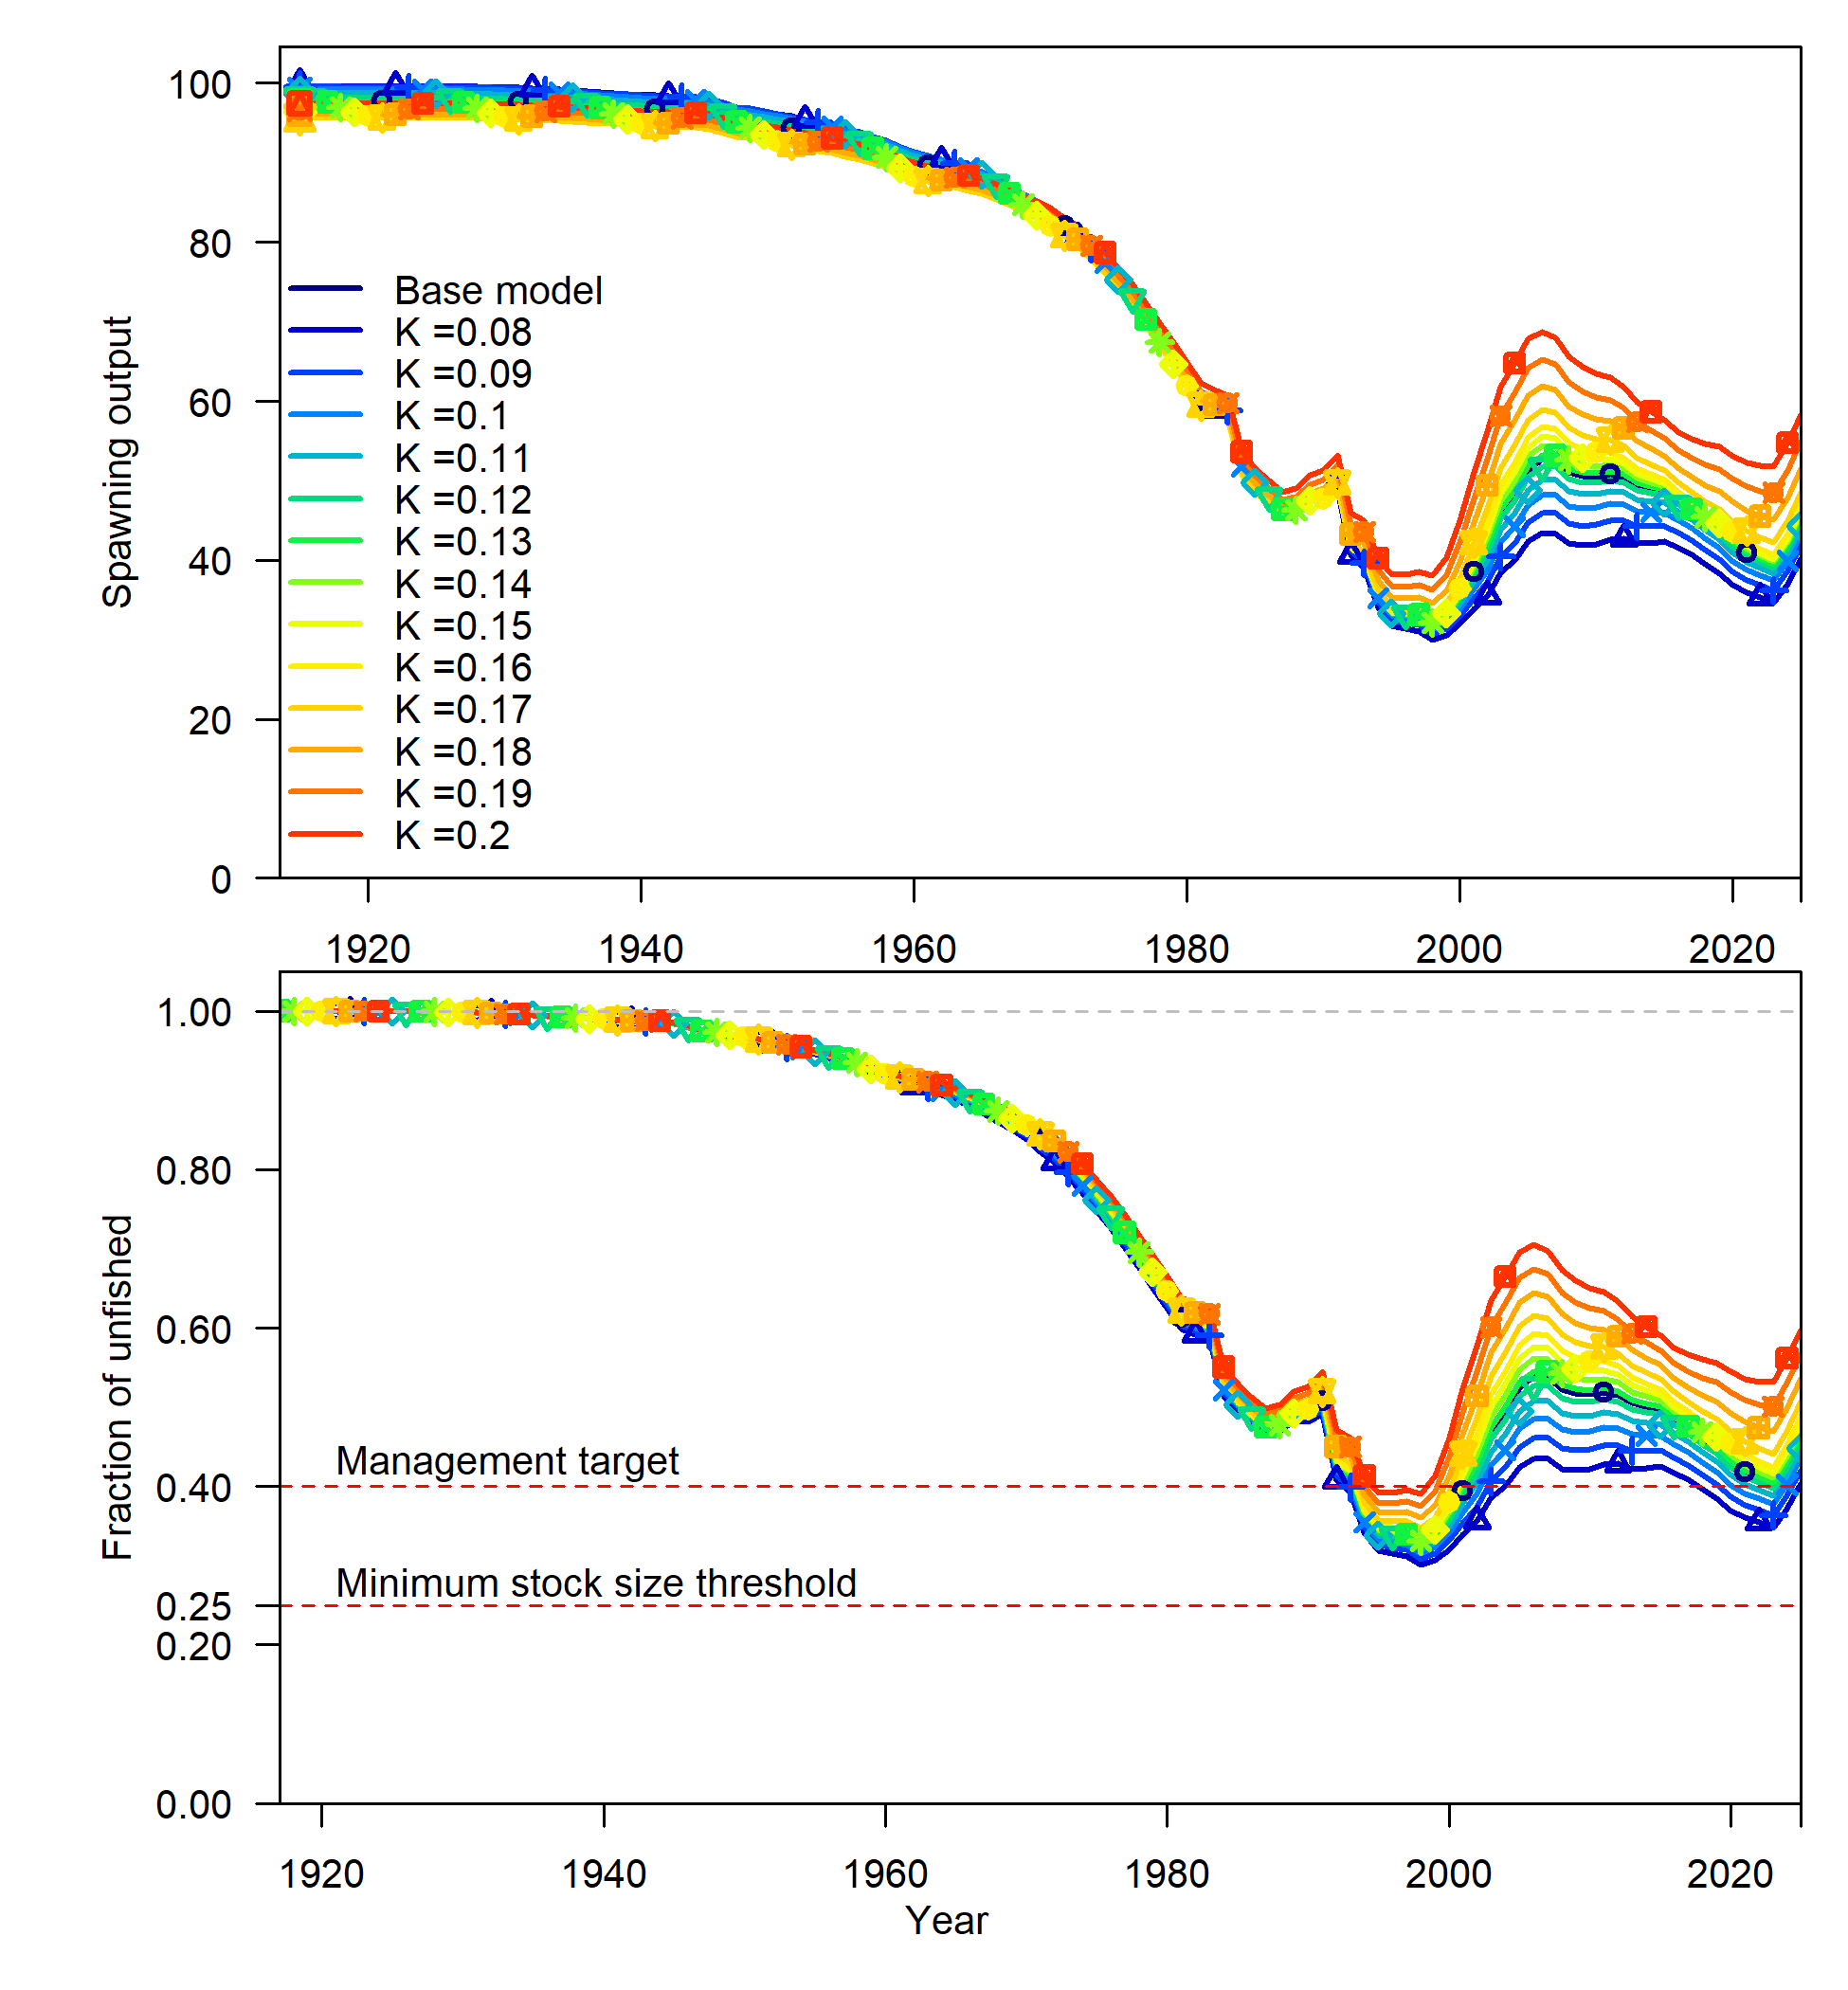 100
80
60
40
20
0
Spawning output
Base model
K =0.08
K =0.09
K =0.1
K =0.11
K =0.12
K =0.13
K =0.14
K =0.15
K =0.16
K =0.17
K =0.18
K =0.19
K =0.2
1920 1940 1960 1980 2000 2020
1.00
0.80
0.60
0.40
0.25
0.20
0.00
Fraction of unfished
Management target
Minimum stock size threshold
1920 1940 1960 1980 2000 2020
Year